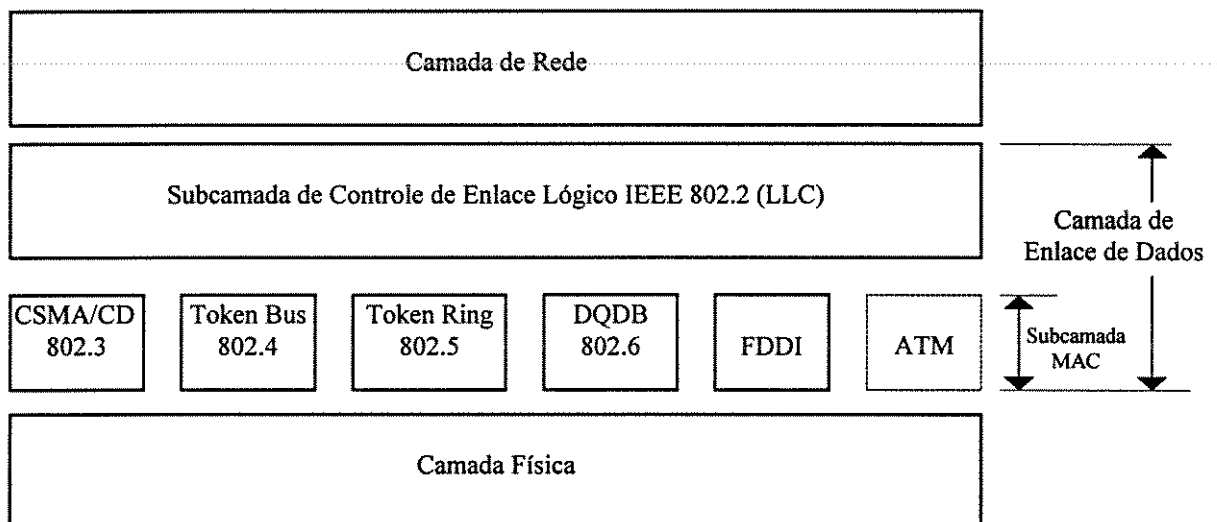 Camada de Rede
Subcamada de Controle de Enlace Lógico IEEE 802.2 (LLC)
Camada de
Enlace de Dados
CSMA/CD
802.3
Token Bus
802.4
Token Ring
802.5
DQDB
802.6
FDDI
ATM
Subcamada
MAC
Camada Física